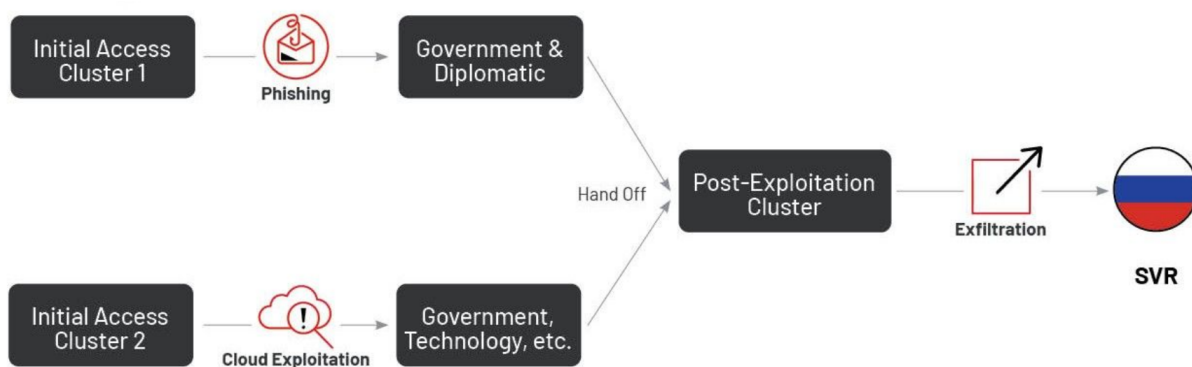 Initial Access
Cluster 1
Phishing
Government &
Diplomatic
Hand Off
Post-Exploitation
Cluster
Exfiltration
SVR
Initial Access
Cluster 2
Cloud Exploitation
Government,
Technology, etc.